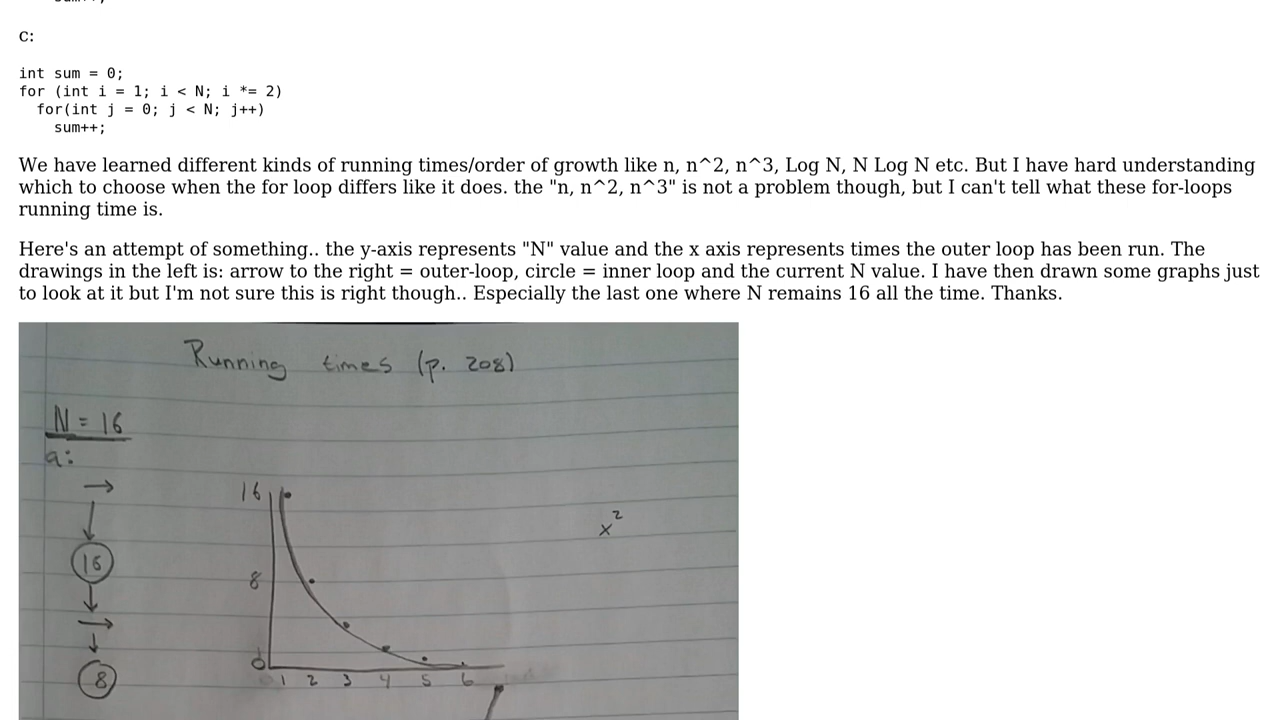 c:
int sum = 0;
for (int i = 1; i < N; i *= 2)
for(int j = 0; j < N; j++)
sum++;
We have learned different kinds of running times/order of growth like n, n^2, n^3, Log N, N Log N etc. But I have hard understanding
which to choose when the for loop differs like it does. the "n, n^2, n^3" is not a problem though, but I can't tell what these for-loops
running time is.
Here's an attempt of something.. the y-axis represents "N" value and the x axis represents times the outer loop has been run. The
drawings in the left is: arrow to the right = outer-loop, circle = inner loop and the current N value. I have then drawn some graphs just
to look at it but I'm not sure this is right though.. Especially the last one where N remains 16 all the time. Thanks.
Running times (p. 208)
N = 16
a:
16
x²
16
8
0
1 2 3 4 5 6
8